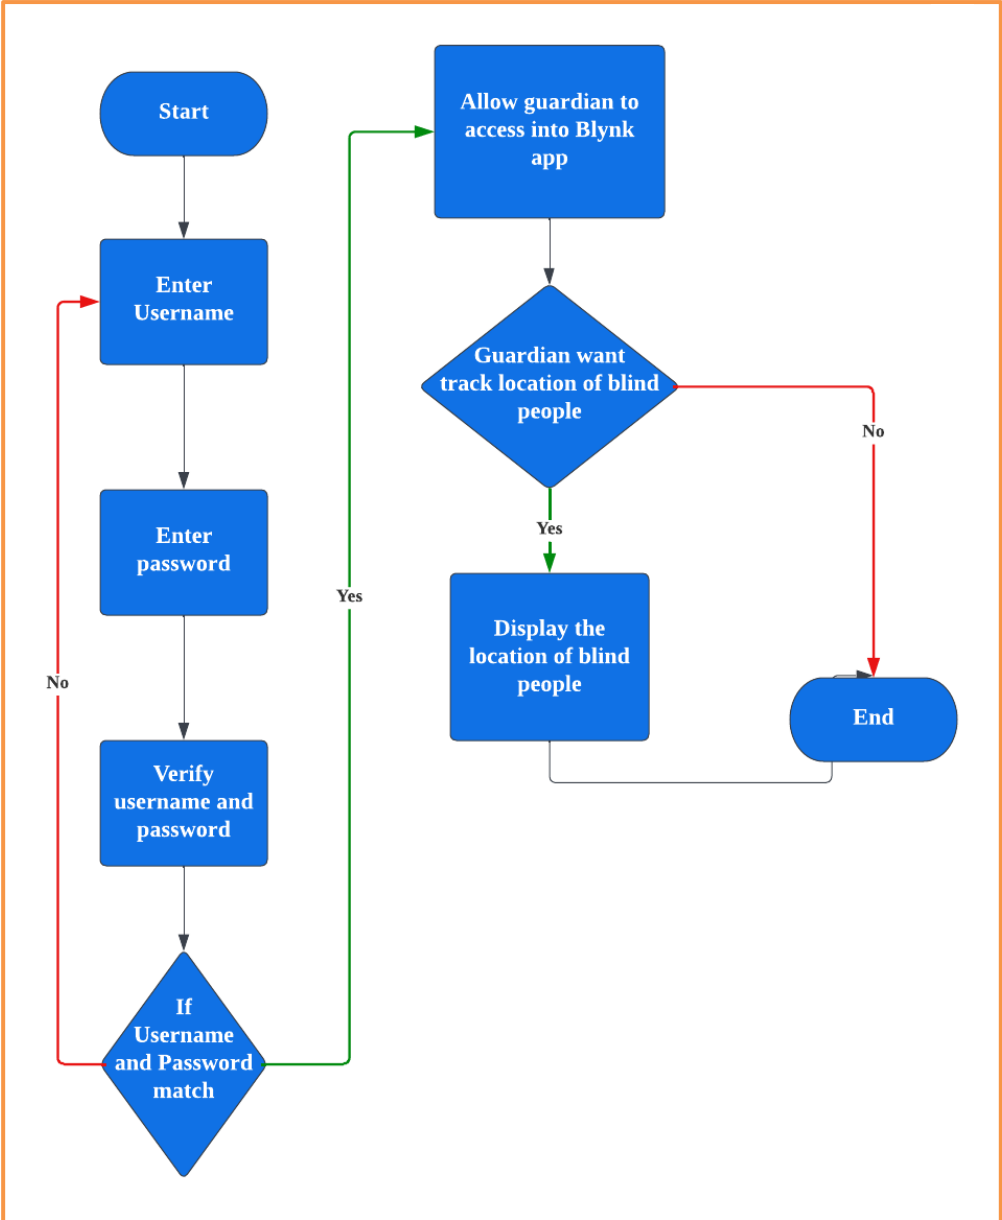 Start
Enter
Username
Enter
password
Verify
username and
password
If
Username
and Password
match
No
Yes
Allow guardian to
access into Blynk
app
Guardian want
track location of blind
people
No
Yes
Display the
location of blind
people
End